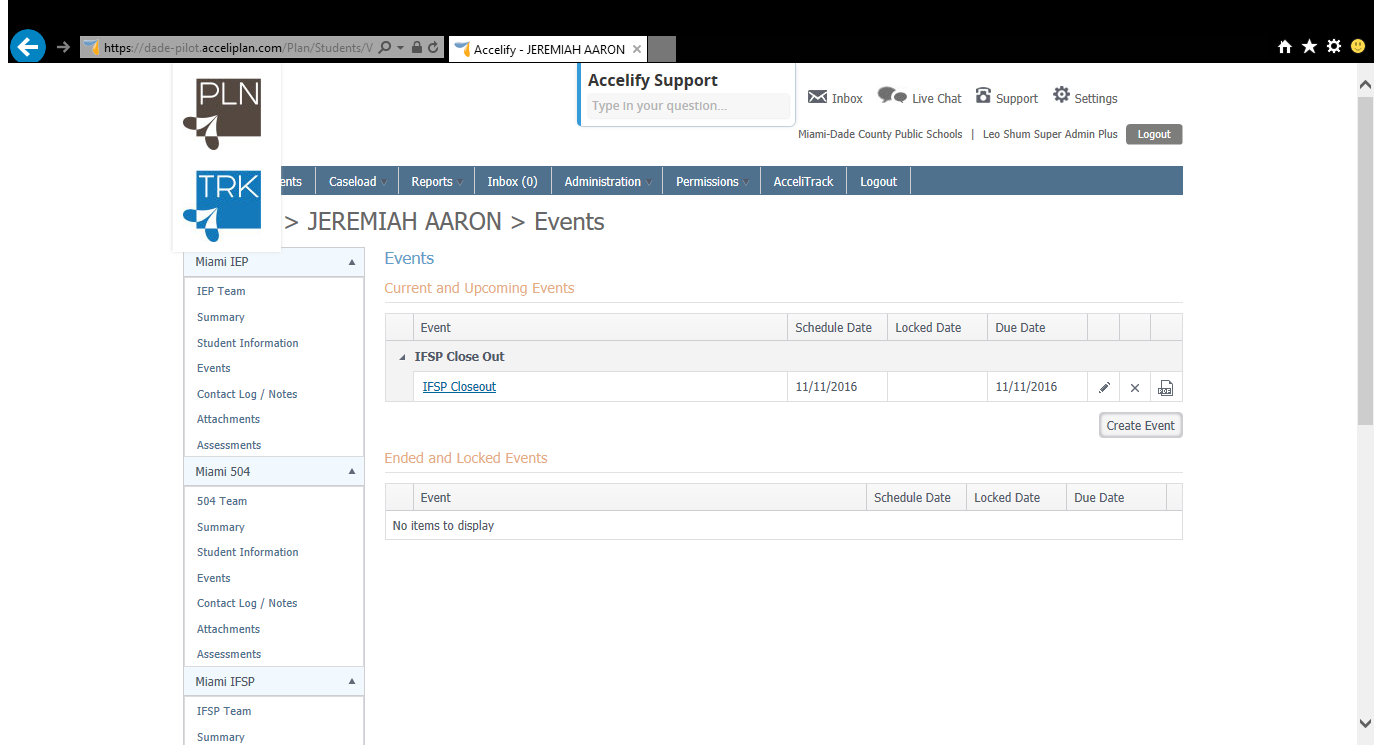 https://dade-pilot.acceliplan.com/Plan/Students/V
Accelify - JEREMIAH AARON
PLN
TRK
Accelify Support
Type in your question...
Inbox
Live Chat
Support
Settings
Miami-Dade County Public Schools | Leo Shum Super Admin Plus
Logout
ents
Caseload
Reports
Inbox (0)
Administration
Permissions
AcceliTrack
Logout
> JEREMIAH AARON > Events
Miami IEP
IEP Team
Summary
Student Information
Events
Contact Log / Notes
Attachments
Assessments
Miami 504
504 Team
Summary
Student Information
Events
Contact Log / Notes
Attachments
Assessments
Miami IFSP
IFSP Team
Summary
Events
Current and Upcoming Events
Event Schedule Date Locked Date Due Date
IFSP Close Out
IFSP Closeout 11/11/2016 11/11/2016
Create Event
Ended and Locked Events
Event Schedule Date Locked Date Due Date
No items to display